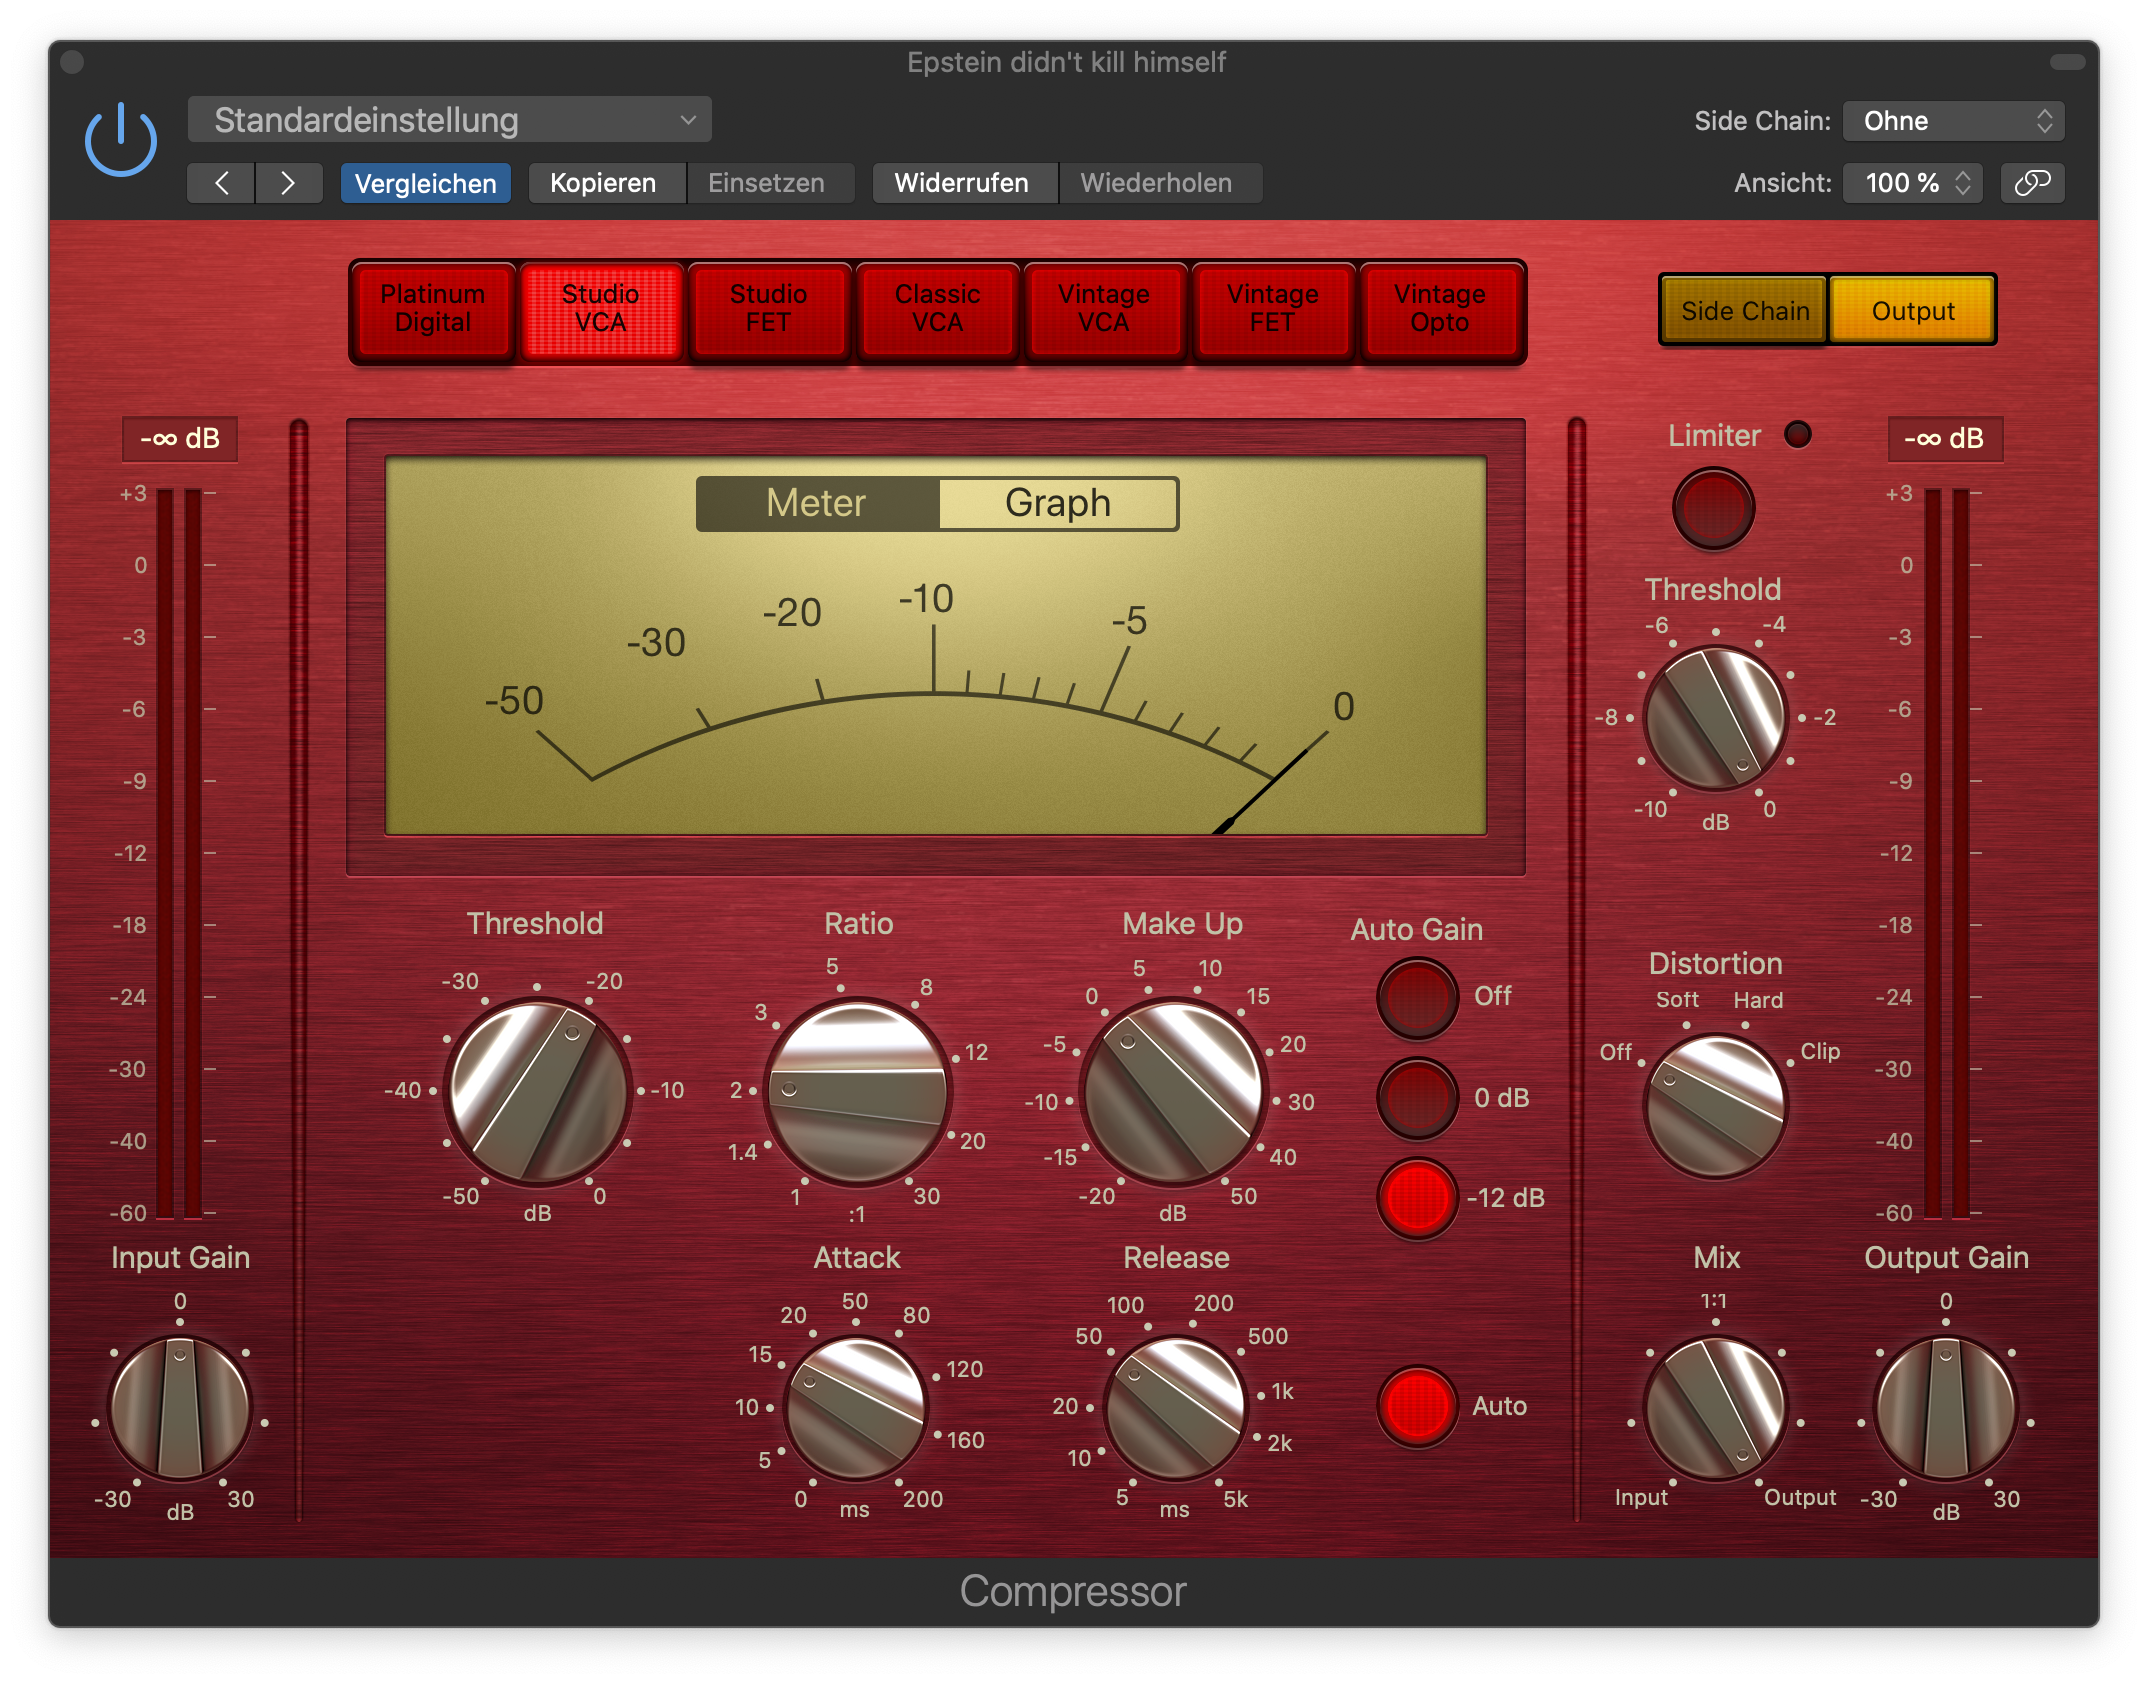 Epstein didn't kill himself
Standardeinstellung
Side Chain: Ohne
Vergleichen Kopieren Einsetzen Widerrufen Wiederholen
Ansicht: 100 %
Platinum Digital
Studio VCA
Studio FET
Classic VCA
Vintage VCA
Vintage FET
Vintage Opto
Side Chain Output
-∞ dB
+3
0
-3
-6
-9
-12
-18
-24
-30
-40
-60
Input Gain
0
-30 dB 30
Meter Graph
-50 -30 -20 -10 -5 0
Threshold
-30 -20
-40 -10
-50 dB 0
Ratio
5
3 8
2 12
1.4 20
1 :1 30
Make Up
5 10
0 15
-5 20
-10 30
-15 40
-20 dB 50
Auto Gain
Off
0 dB
-12 dB
Attack
50
20 80
15 120
10 160
5
0 ms 200
Release
100 200
50 500
20 1k
10 2k
5 ms 5k
Auto
Limiter
Threshold
-6 -4
-8 -2
-10 dB 0
Distortion
Soft Hard
Off Clip
Mix
1:1
Input Output
-∞ dB
+3
0
-3
-6
-9
-12
-18
-24
-30
-40
-60
Output Gain
0
-30 dB 30
Compressor